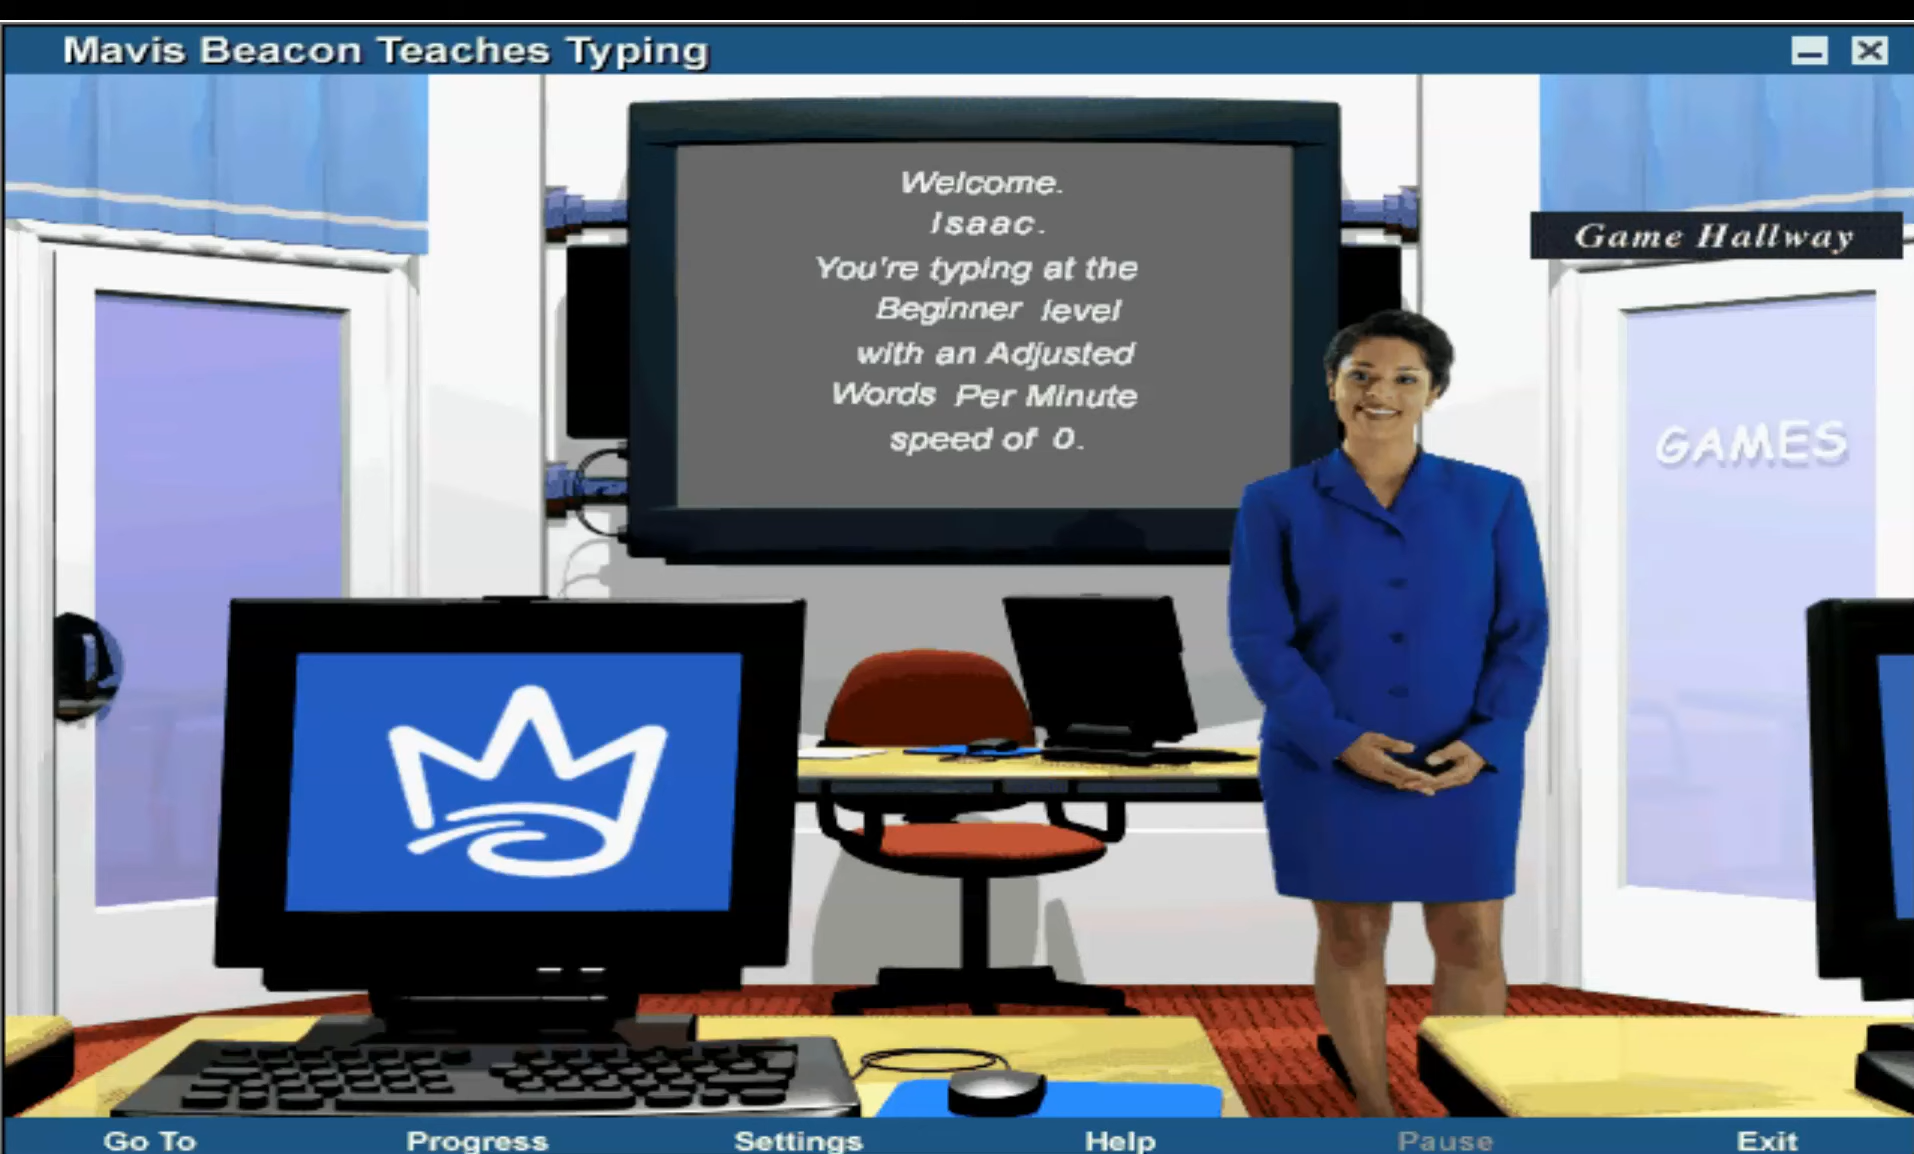 Mavis Beacon Teaches Typing
Welcome.
Isaac.
You're typing at the
Beginner level
with an Adjusted
Words Per Minute
speed of 0.
Game Hallway
GAMES
Go To Progress Settings Help Pause Exit